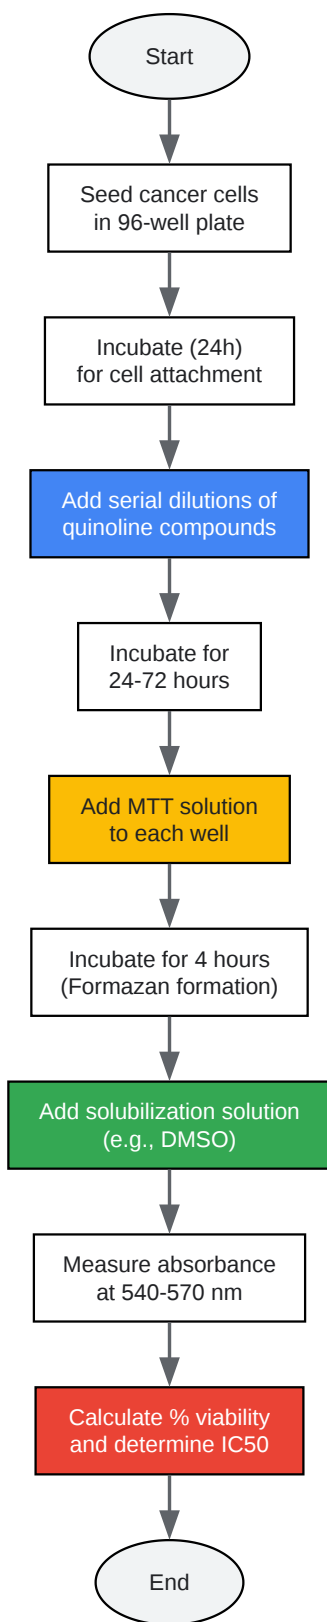 Start
Seed cancer cells
in 96-well plate
Incubate (24h)
for cell attachment
Add serial dilutions of
quinoline compounds
Incubate for
24-72 hours
Add MTT solution
to each well
Incubate for 4 hours
(Formazan formation)
Add solubilization solution
(e.g., DMSO)
Measure absorbance
at 540-570 nm
Calculate % viability
and determine IC50
End